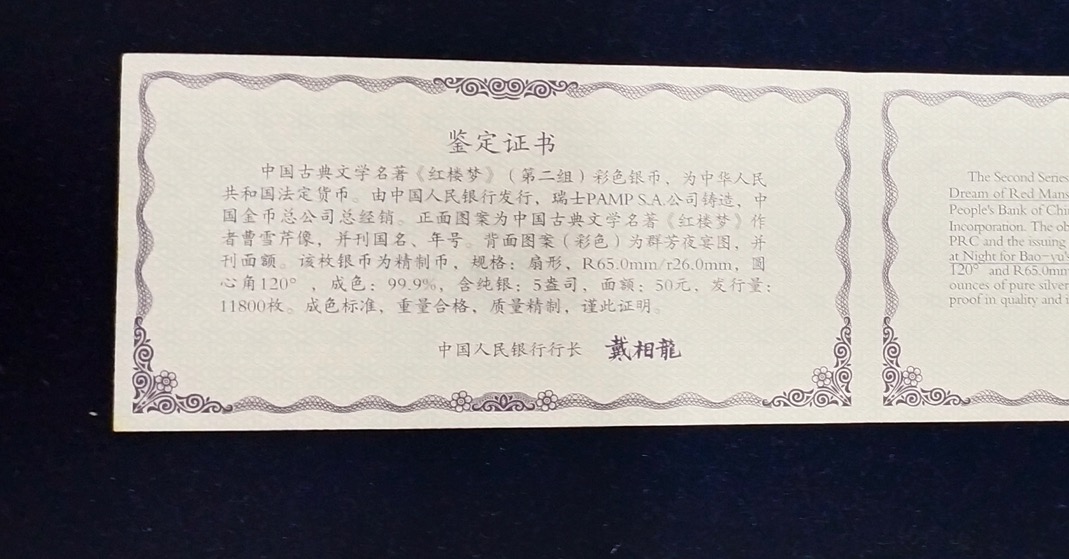 鉴定证书
中国古典文学名著《红楼梦》（第二组）彩色银币，为中华人民
共和国法定货币。由中国人民银行发行，瑞士PAMP S.A.公司铸造，中
国金币总公司总经销。正面图案为中国古典文学名著《红楼梦》作
者曹雪芹像，并刊国名、年号。背面图案（彩色）为群芳夜宴图，并
刊面额。该枚银币为精制币，规格：扇形，R65.0mm/r26.0mm，圆
心角120°，成色：99.9%，含纯银：5盎司，面额：50元，发行量：
11800枚。成色标准，重量合格，质量精制，谨此证明。
中国人民银行行长 戴相龍
The Second Series
Dream of Red Mans
People's Bank of Chi
Incorporation. The ob
PRC and the issuing
at Night for Bao-yu's
120° and R65.0mm
ounces of pure silver
proof in quality and i